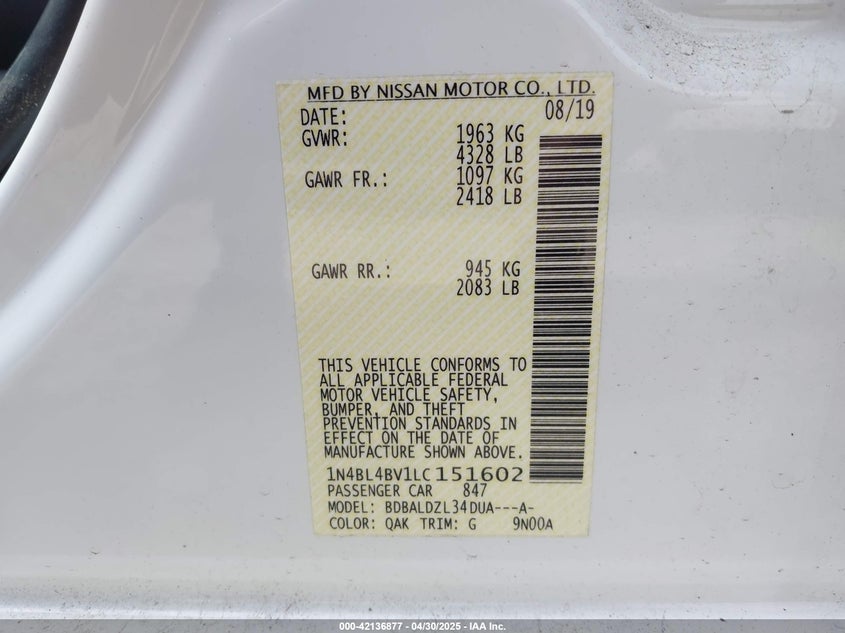 MFD BY NISSAN MOTOR CO., LTD.
DATE: 08/19
GVWR: 1963 KG
4328 LB
GAWR FR.: 1097 KG
2418 LB
GAWR RR.: 945 KG
2083 LB
THIS VEHICLE CONFORMS TO
ALL APPLICABLE FEDERAL
MOTOR VEHICLE SAFETY,
BUMPER, AND THEFT
PREVENTION STANDARDS IN
EFFECT ON THE DATE OF
MANUFACTURE SHOWN ABOVE.
1N4BL4BV1LC151602
PASSENGER CAR 847
MODEL: BDBALDZL34DUA---A-
COLOR: QAK TRIM: G 9N00A
000-42136877 - 04/30/2025 - IAA Inc.